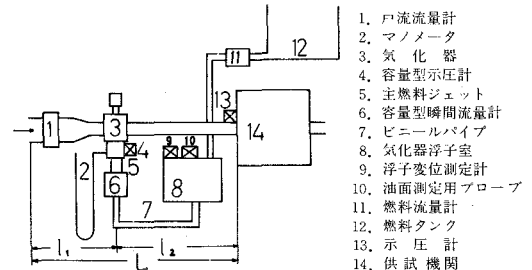 1. 戸流流量計
2. マノメータ
3. 気化器
4. 容量型示圧計
5. 主燃料ジェット
6. 容量型瞬間流量計
7. ビニールパイプ
8. 気化器浮子室
9. 浮子変位測定計
10. 油面測定用プローブ
11. 燃料流量計
12. 燃料タンク
13. 示圧計
14. 供試機関
11
12
13
1
3
14
4
9
10
2
5
6
8
7
l₁
l₂
L